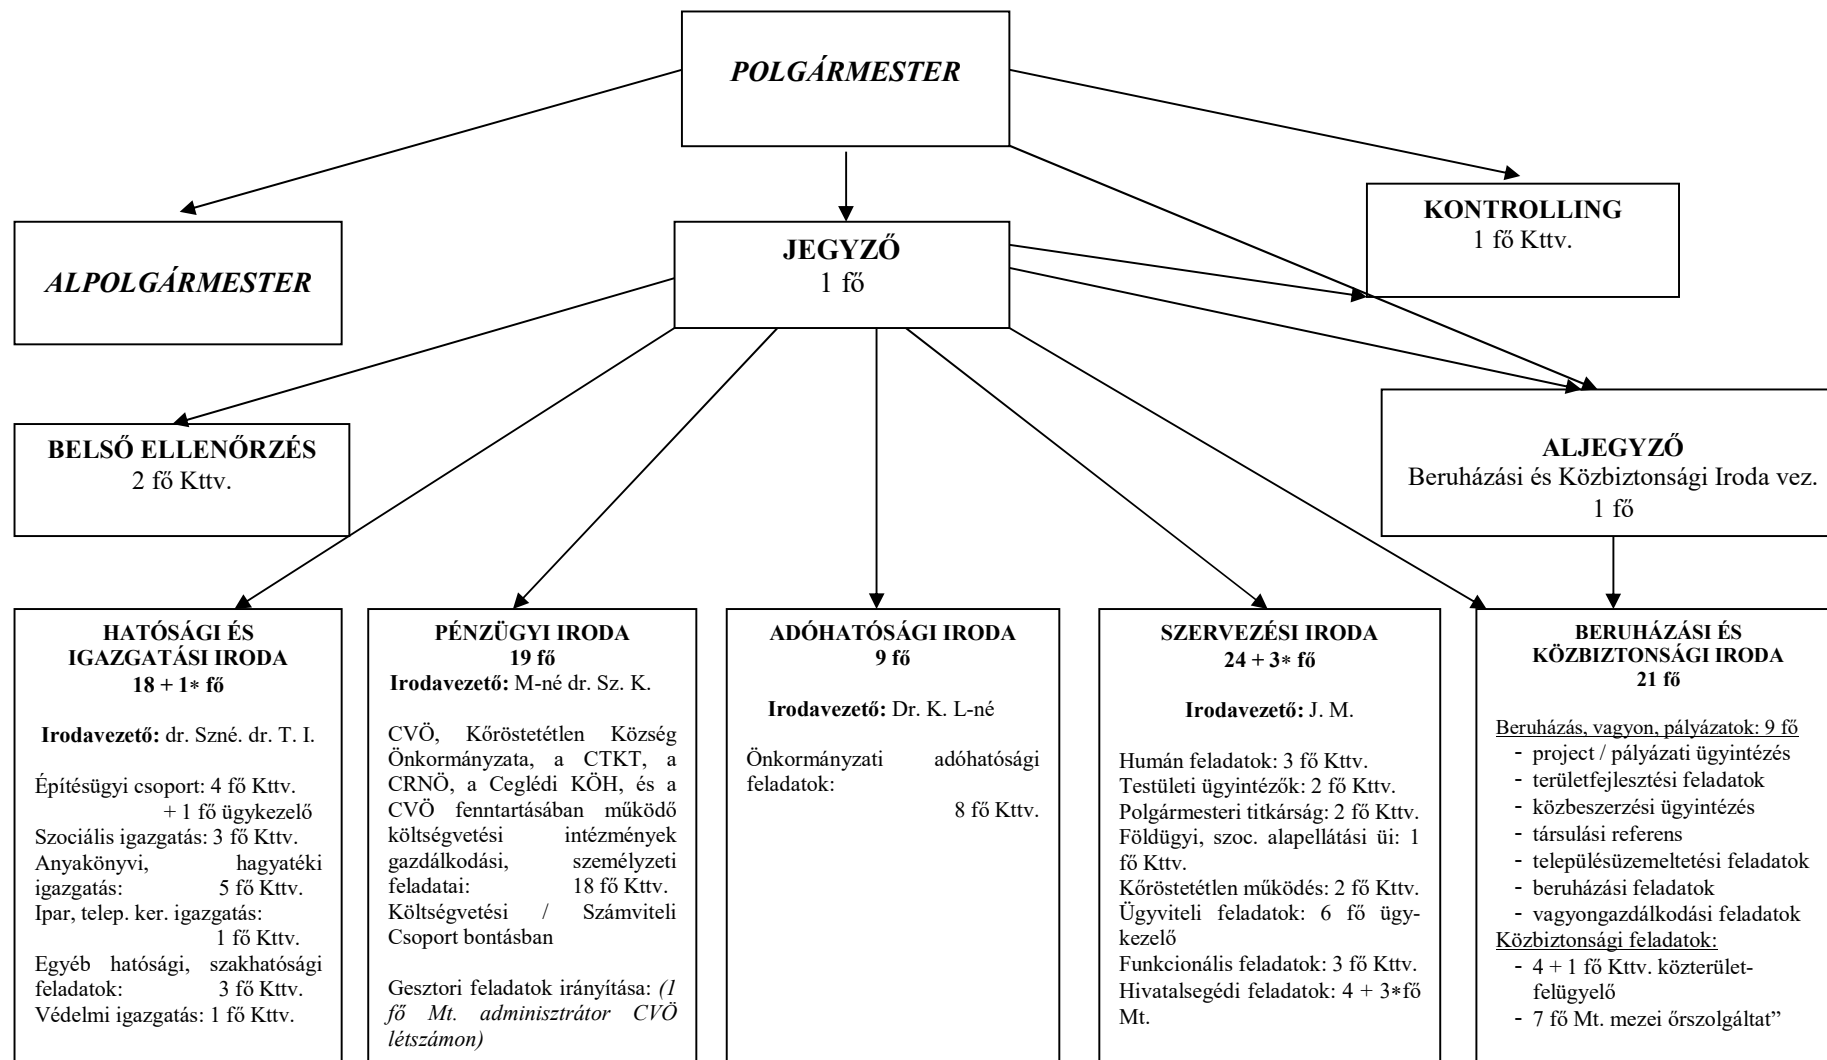 POLGÁRMESTER
KONTROLLING
1 fő Kttv.
ALPOLGÁRMESTER
JEGYZŐ
1 fő
BELSŐ ELLENŐRZÉS
2 fő Kttv.
ALJEGYZŐ
Beruházási és Közbiztonsági Iroda vez.
1 fő
HATÓSÁGI ÉS
IGAZGATÁSI IRODA
18 + 1* fő
Irodavezető: dr. Szné. dr. T. I.
Építésügyi csoport: 4 fő Kttv.
+ 1 fő ügykezelő
Szociális igazgatás: 3 fő Kttv.
Anyakönyvi, hagyatéki
igazgatás: 5 fő Kttv.
Ipar, telep. ker. igazgatás:
1 fő Kttv.
Egyéb hatósági, szakhatósági
feladatok: 3 fő Kttv.
Védelmi igazgatás: 1 fő Kttv.
PÉNZÜGYI IRODA
19 fő
Irodavezető: M-né dr. Sz. K.
CVÖ, Kőröstetétlen Község
Önkormányzata, a CTKT, a
CRNÖ, a Ceglédi KÖH, és a
CVÖ fenntartásában működő
költségvetési intézmények
gazdálkodási, személyzeti
feladatai: 18 fő Kttv.
Költségvetési / Számviteli
Csoport bontásban
Gesztori feladatok irányítása: (1
fő Mt. adminisztrátor CVÖ
létszámon)
ADÓHATÓSÁGI IRODA
9 fő
Irodavezető: Dr. K. L-né
Önkormányzati adóhatósági
feladatok:
8 fő Kttv.
SZERVEZÉSI IRODA
24 + 3* fő
Irodavezető: J. M.
Humán feladatok: 3 fő Kttv.
Testületi ügyintézők: 2 fő Kttv.
Polgármesteri titkárság: 2 fő Kttv.
Földügyi, szoc. alapellátási üi: 1
fő Kttv.
Kőröstetétlen működés: 2 fő Kttv.
Ügyviteli feladatok: 6 fő ügy-
kezelő
Funkcionális feladatok: 3 fő Kttv.
Hivatalsegédi feladatok: 4 + 3*fő
Mt.
BERUHÁZÁSI ÉS
KÖZBIZTONSÁGI IRODA
21 fő
Beruházás, vagyon, pályázatok: 9 fő
- project / pályázati ügyintézés
- területfejlesztési feladatok
- közbeszerzési ügyintézés
- társulási referens
- településüzemeltetési feladatok
- beruházási feladatok
- vagyongazdálkodási feladatok
Közbiztonsági feladatok:
- 4 + 1 fő Kttv. közterület-
felügyelő
- 7 fő Mt. mezei őrszolgáltat”